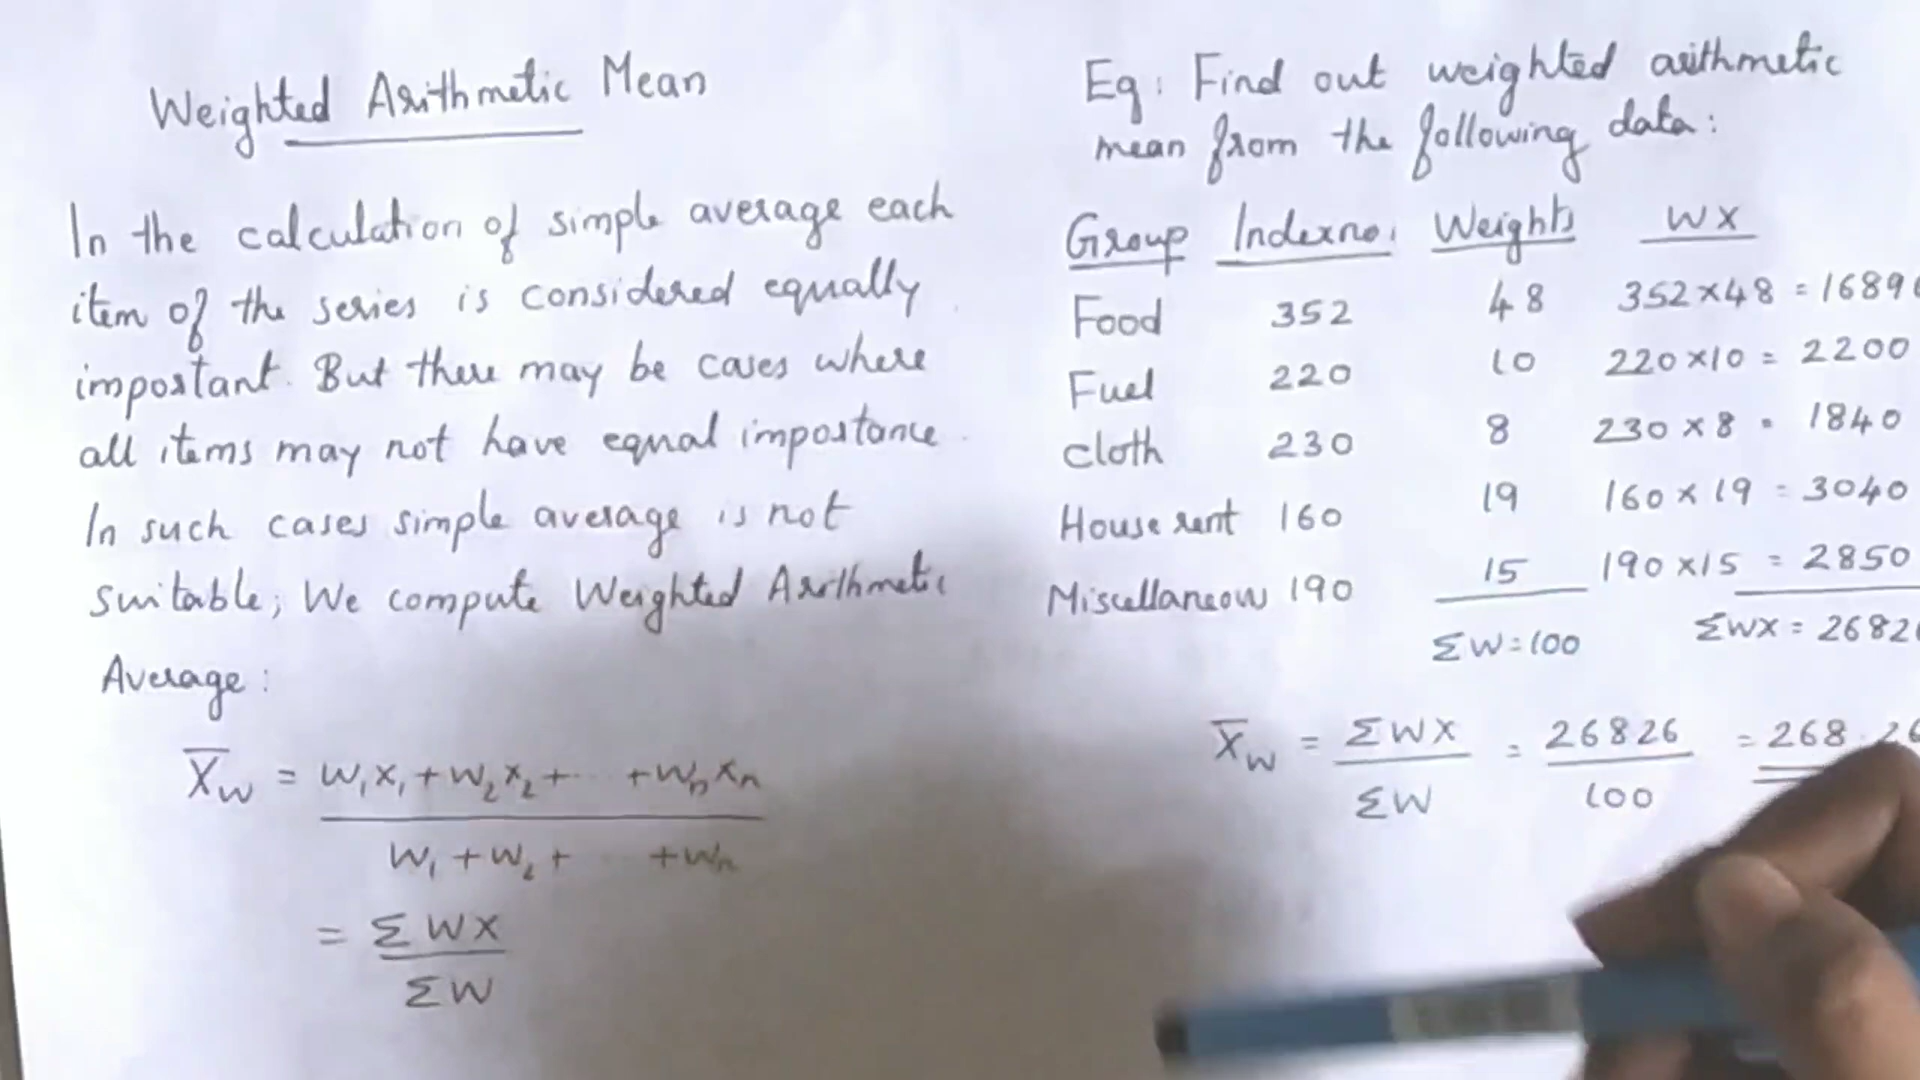 Weighted Arithmetic Mean
In the calculation of simple average each
item of the series is considered equally
important. But there may be cases where
all items may not have equal importance.
In such cases simple average is not
suitable; We compute Weighted Arithmetic
Average:
X̅w = W₁x₁+W₂x₂+ ... +Wₙxₙ
W₁+W₂+ ... +Wₙ
= ΣWX
ΣW
Eg: Find out weighted arithmetic
mean from the following data:
Group Indexno. Weights WX
Food 352 48 352×48 = 16896
Fuel 220 10 220×10 = 2200
cloth 230 8 230×8 = 1840
House rent 160 19 160×19 = 3040
Miscellaneous 190 15 190×15 = 2850
ΣW=100 ΣWX = 26826
X̅w = ΣWX = 26826 = 268.26
ΣW 100